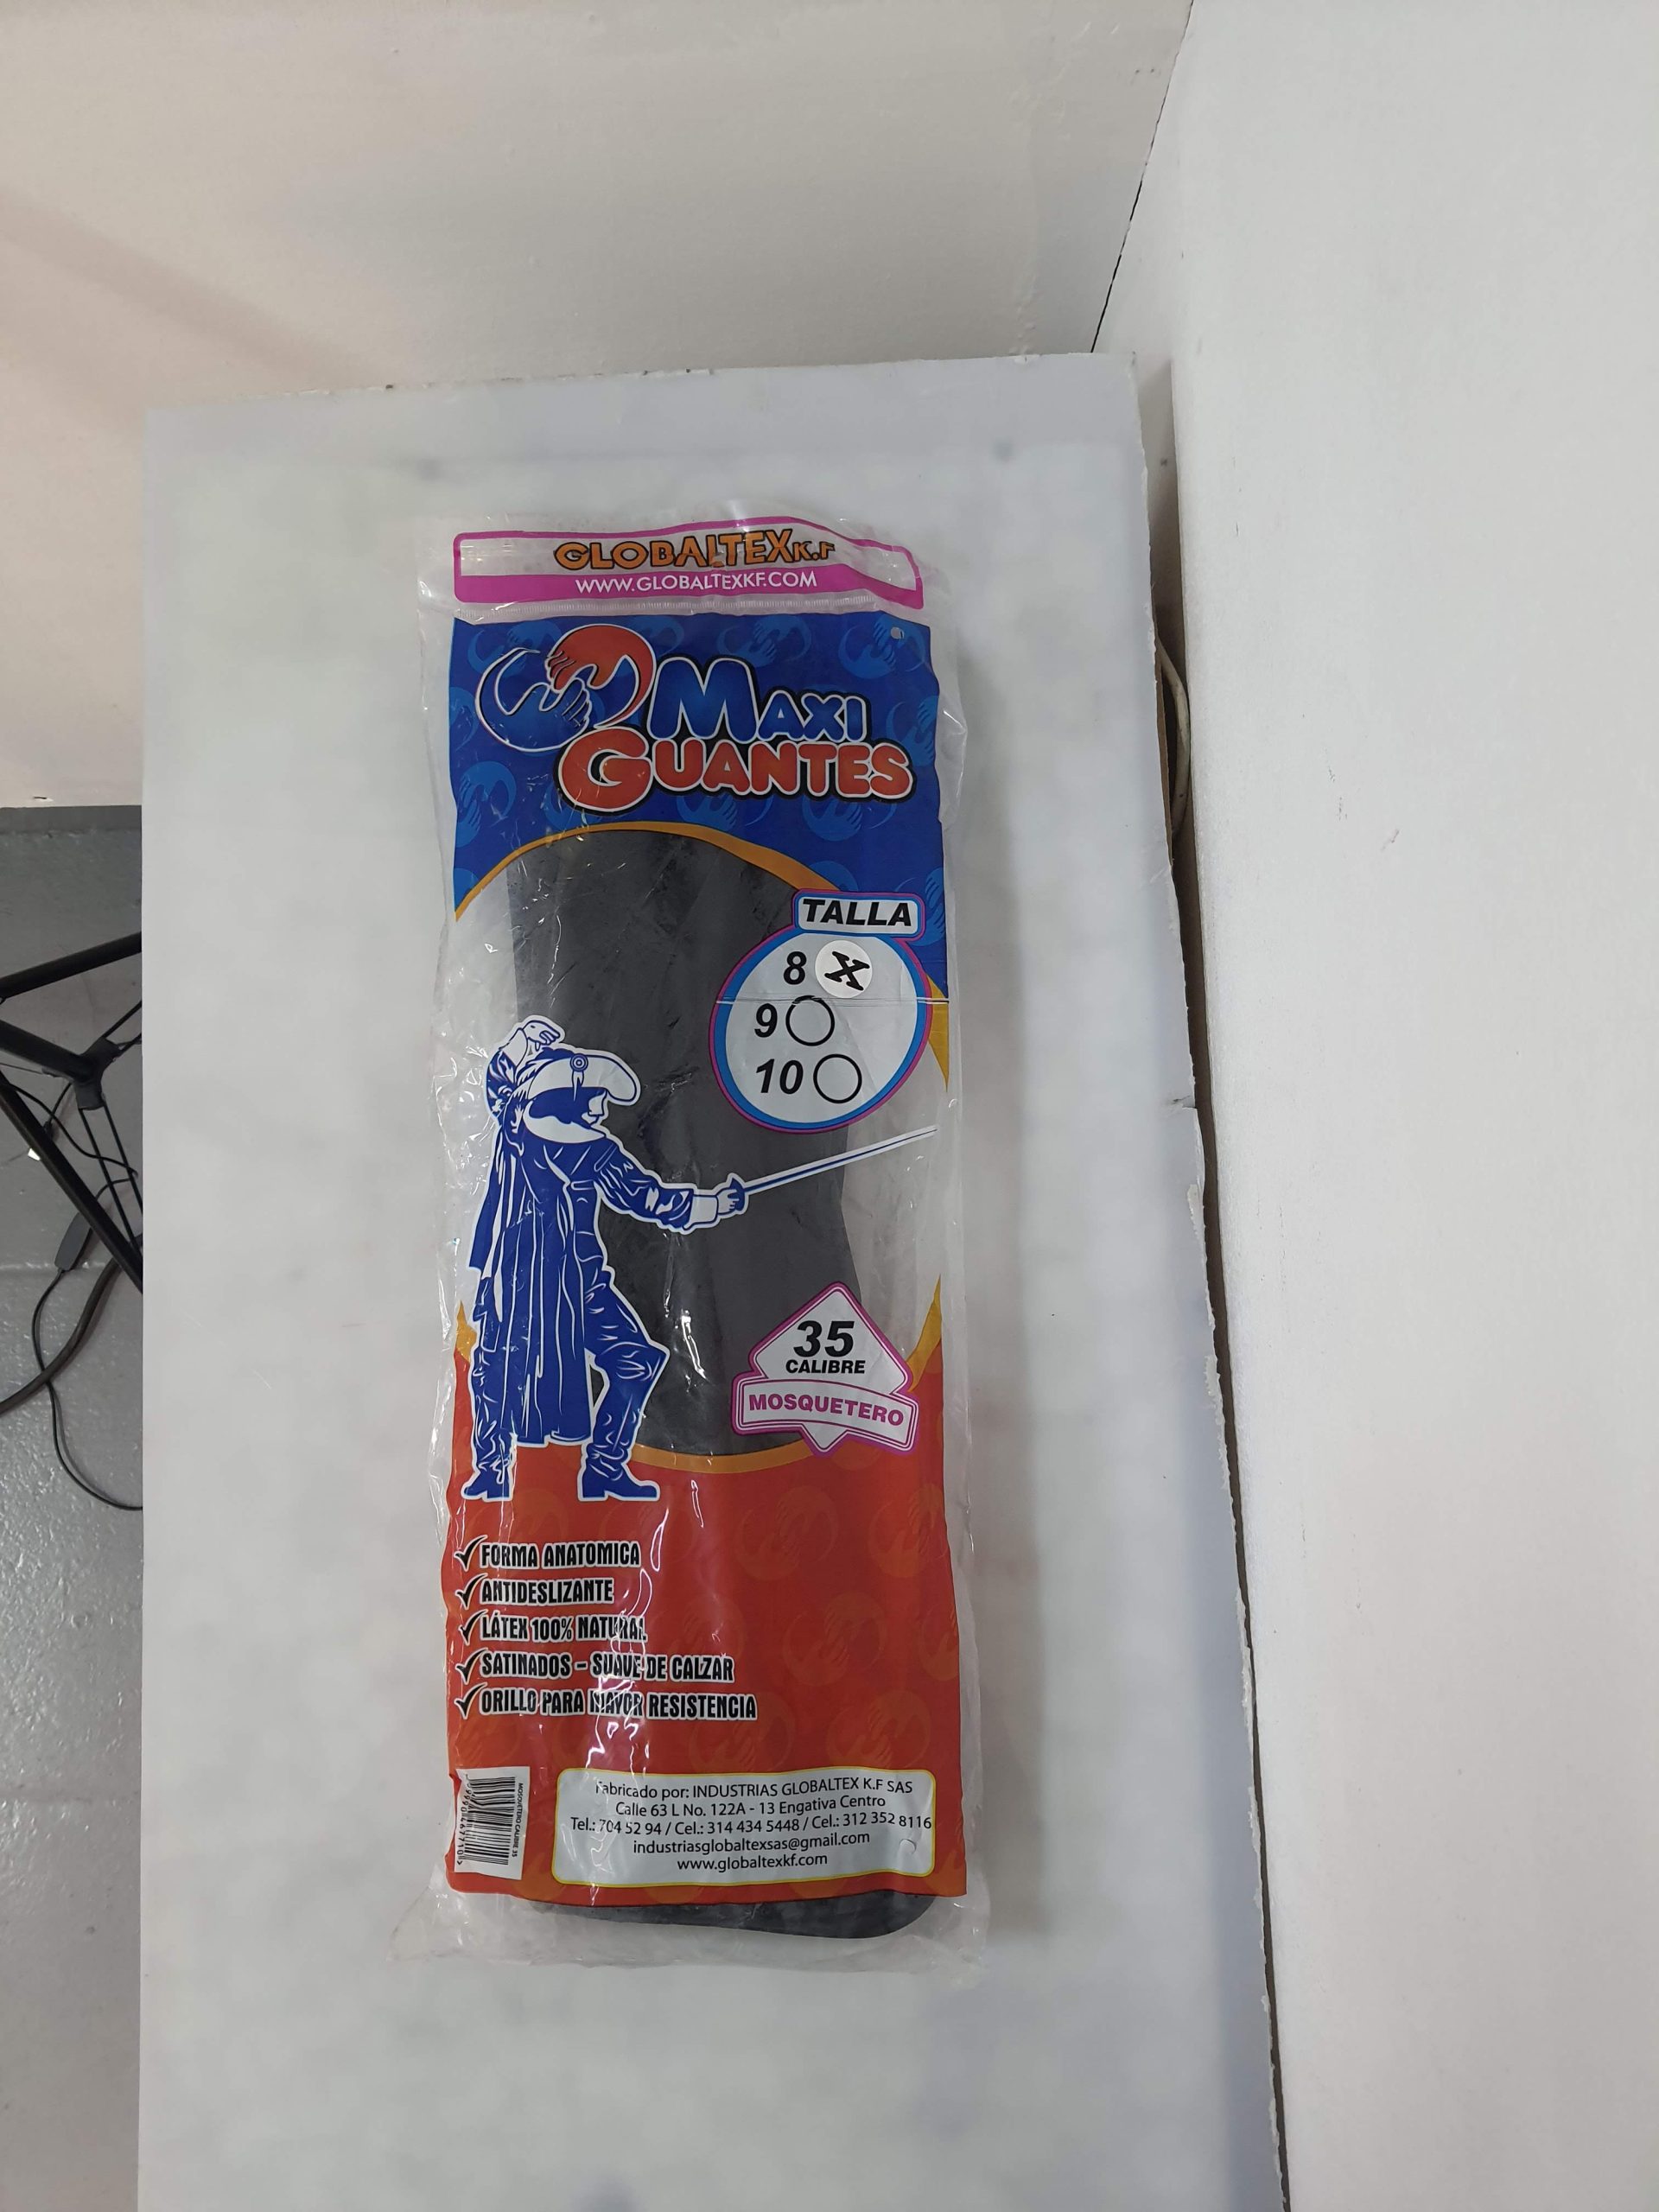 GLOBALTEX K.F
WWW.GLOBALTEXKF.COM
MAXI
GUANTES
TALLA
8 X
9
10
35
CALIBRE
MOSQUETERO
FORMA ANATOMICA
ANTIDESLIZANTE
LÁTEX 100% NATURAL
SATINADOS - SUAVE DE CALZAR
ORILLO PARA MAYOR RESISTENCIA
MOSQUETERO CALIBRE 35
Fabricado por: INDUSTRIAS GLOBALTEX K.F SAS
Calle 63 L No. 122A - 13 Engativa Centro
Tel.: 704 52 94 / Cel.: 314 434 5448 / Cel.: 312 352 8116
industriasglobaltexsas@gmail.com
www.globaltexkf.com